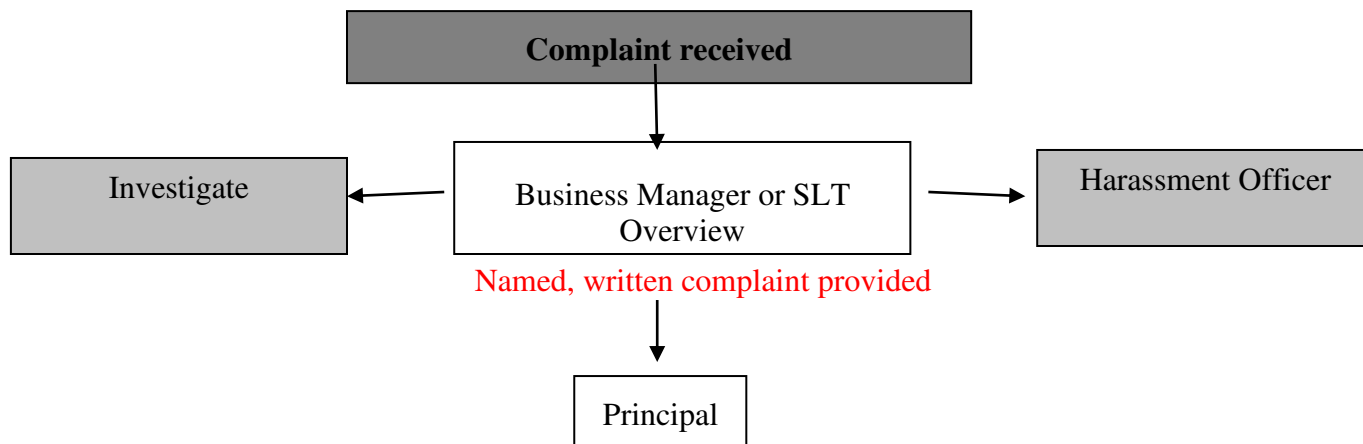 Complaint received
Investigate
Business Manager or SLT
Overview
Harassment Officer
Named, written complaint provided
Principal